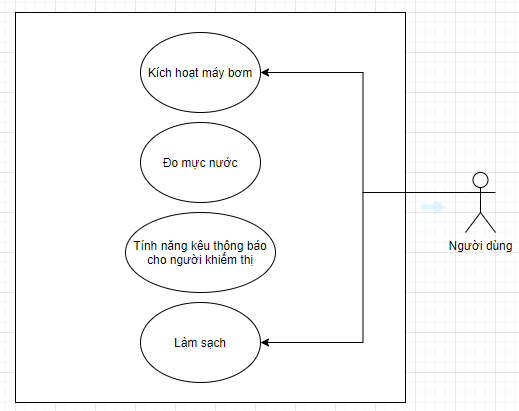 Kích hoạt máy bơm
Đo mực nước
Tính năng kêu thông báo
cho người khiếm thị
Người dùng
Làm sạch